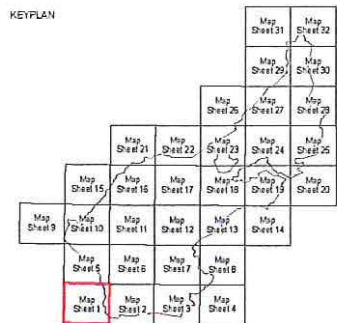 KEYPLAN
Map Sheet 31 Map Sheet 32
Map Sheet 29 Map Sheet 30
Map Sheet 26 Map Sheet 27 Map Sheet 28
Map Sheet 21 Map Sheet 22 Map Sheet 23 Map Sheet 24 Map Sheet 25
Map Sheet 15 Map Sheet 16 Map Sheet 17 Map Sheet 18 Map Sheet 19 Map Sheet 20
Map Sheet 9 Map Sheet 10 Map Sheet 11 Map Sheet 12 Map Sheet 13 Map Sheet 14
Map Sheet 5 Map Sheet 6 Map Sheet 7 Map Sheet 8
Map Sheet 1 Map Sheet 2 Map Sheet 3 Map Sheet 4